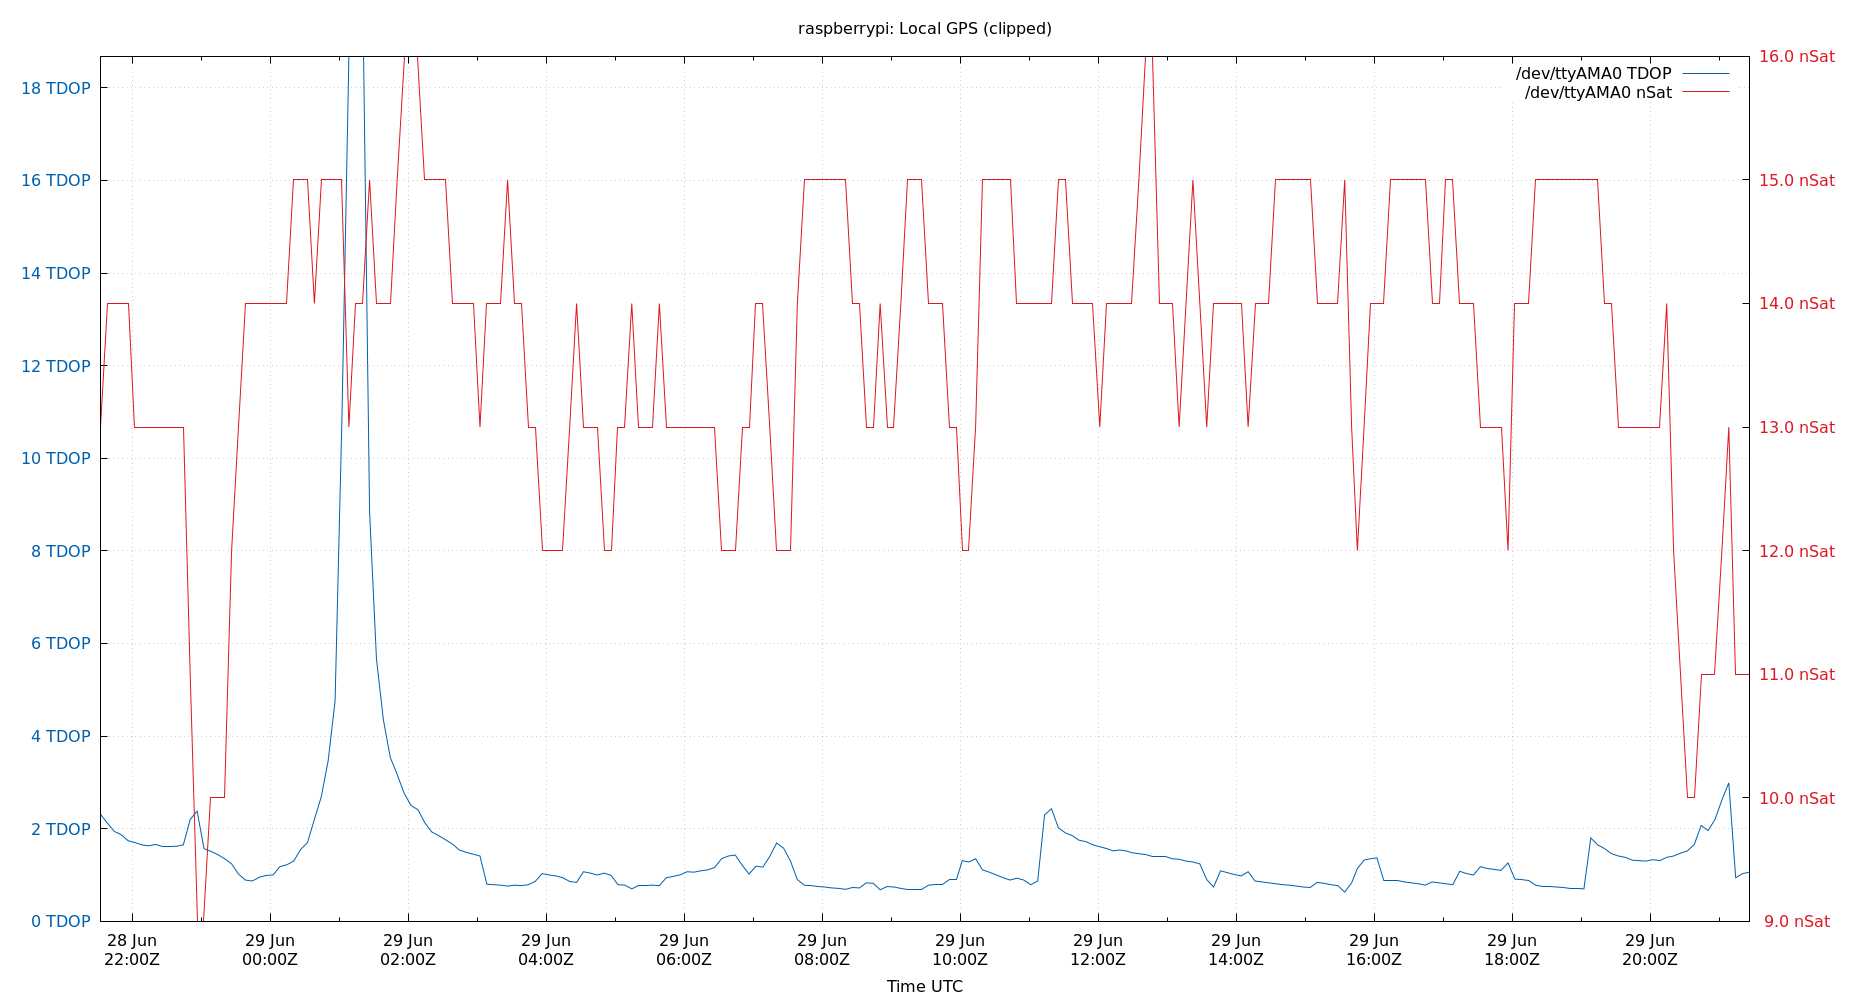 raspberrypi: Local GPS (clipped)
/dev/ttyAMA0 TDOP
/dev/ttyAMA0 nSat
18 TDOP
16 TDOP
14 TDOP
12 TDOP
10 TDOP
8 TDOP
6 TDOP
4 TDOP
2 TDOP
0 TDOP
16.0 nSat
15.0 nSat
14.0 nSat
13.0 nSat
12.0 nSat
11.0 nSat
10.0 nSat
9.0 nSat
28 Jun
22:00Z
29 Jun
00:00Z
29 Jun
02:00Z
29 Jun
04:00Z
29 Jun
06:00Z
29 Jun
08:00Z
29 Jun
10:00Z
29 Jun
12:00Z
29 Jun
14:00Z
29 Jun
16:00Z
29 Jun
18:00Z
29 Jun
20:00Z
Time UTC